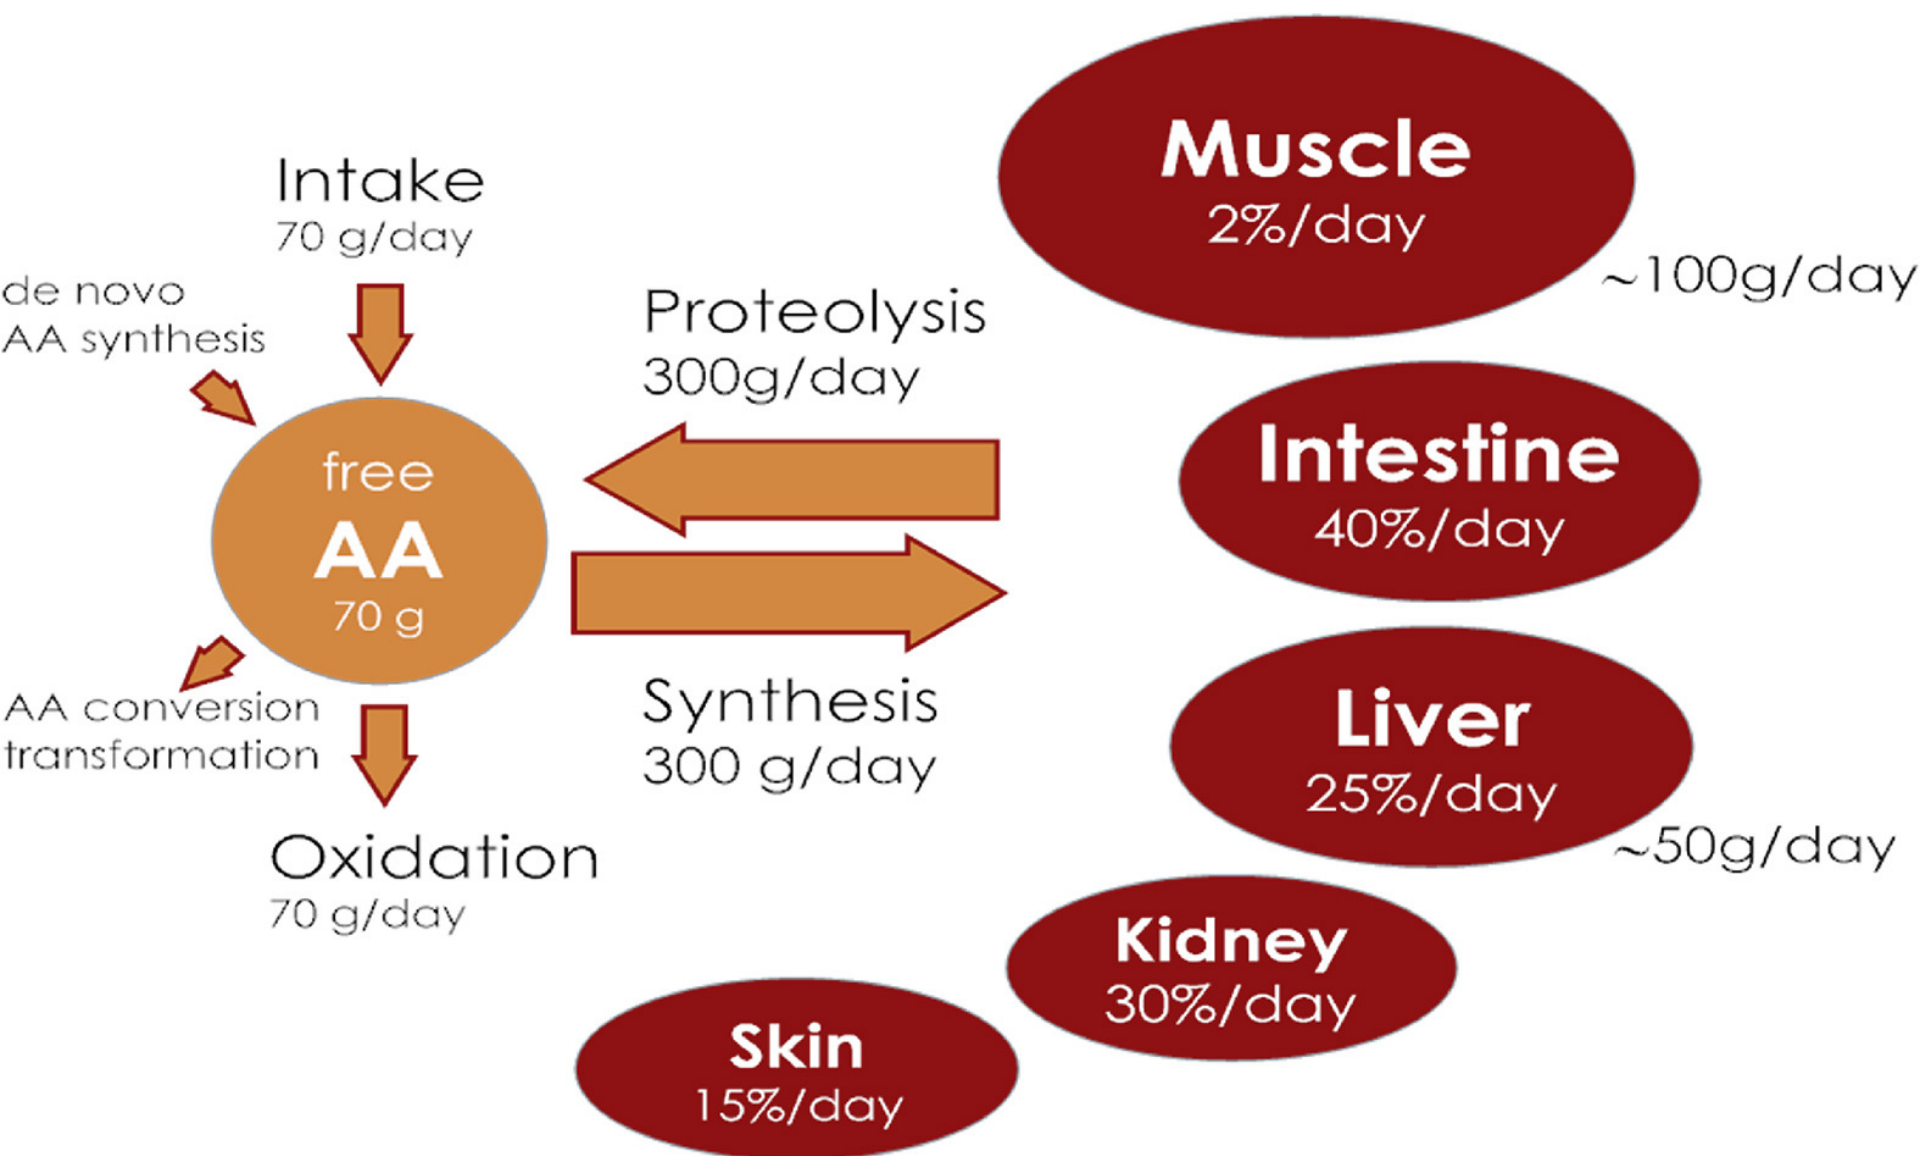 Intake
70 g/day
de novo
AA synthesis
free
AA
70 g
AA conversion
transformation
Oxidation
70 g/day
Proteolysis
300g/day
Synthesis
300 g/day
Muscle
2%/day
~100g/day
Intestine
40%/day
Liver
25%/day
~50g/day
Kidney
30%/day
Skin
15%/day